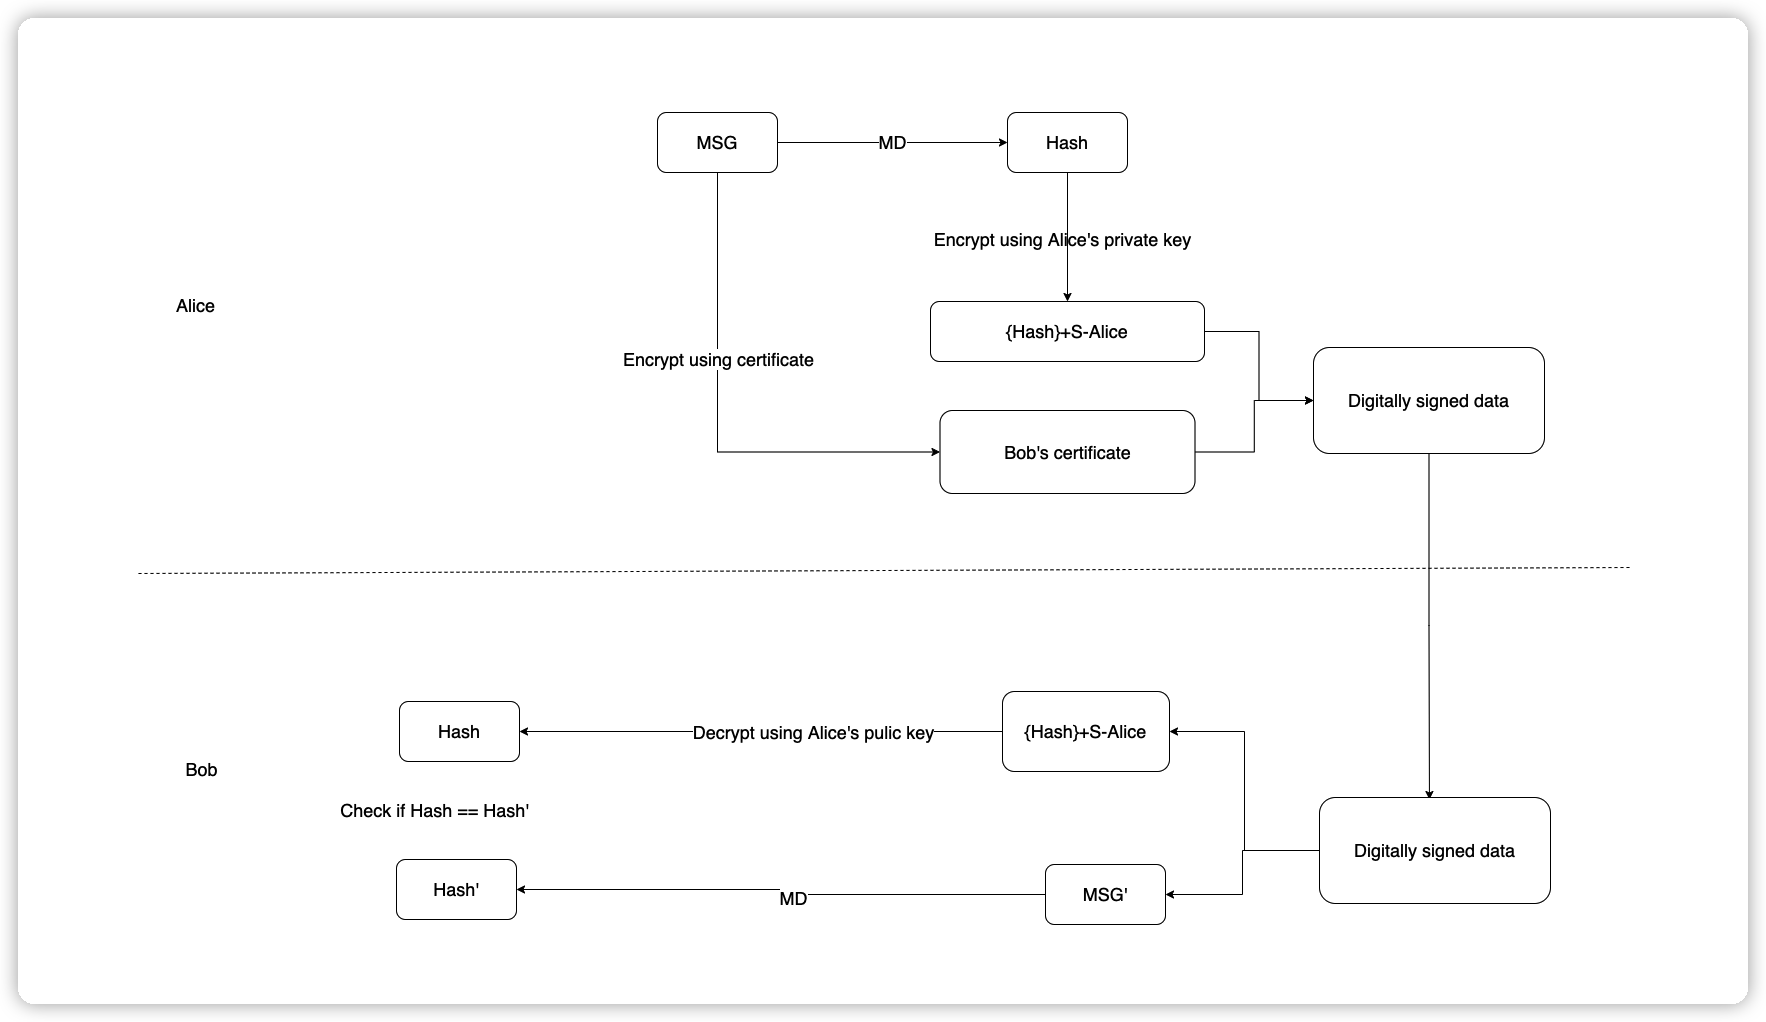 MSG
MD
Hash
Encrypt using Alice's private key
Alice
{Hash}+S-Alice
Encrypt using certificate
Digitally signed data
Bob's certificate
Hash
Decrypt using Alice's pulic key
{Hash}+S-Alice
Bob
Check if Hash == Hash'
Digitally signed data
Hash'
MD
MSG'